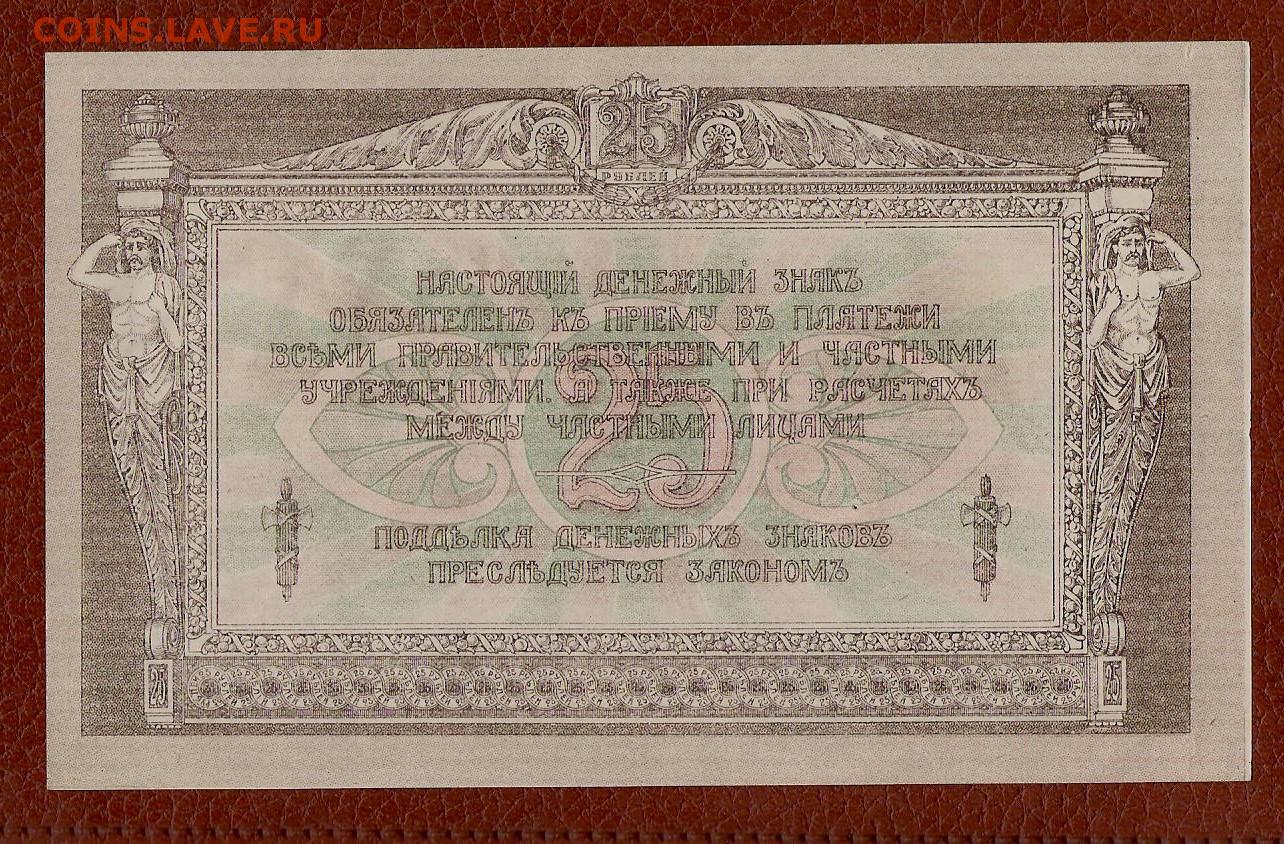 COINS.LAVE.RU
25
РУБЛЕЙ
НАСТОЯЩІЙ ДЕНЕЖНЫЙ ЗНАКЪ
ОБЯЗАТЕЛЕНЪ КЪ ПРІЕМУ ВЪ ПЛАТЕЖИ
ВСѢМИ ПРАВИТЕЛЬСТВЕННЫМИ И ЧАСТНЫМИ
УЧРЕЖДЕНІЯМИ, А ТАКЖЕ ПРИ РАСЧЕТАХЪ
МЕЖДУ ЧАСТНЫМИ ЛИЦАМИ
25
ПОДДѢЛКА ДЕНЕЖНЫХЪ ЗНАКОВЪ
ПРЕСЛѢДУЕТСЯ ЗАКОНОМЪ
25 25